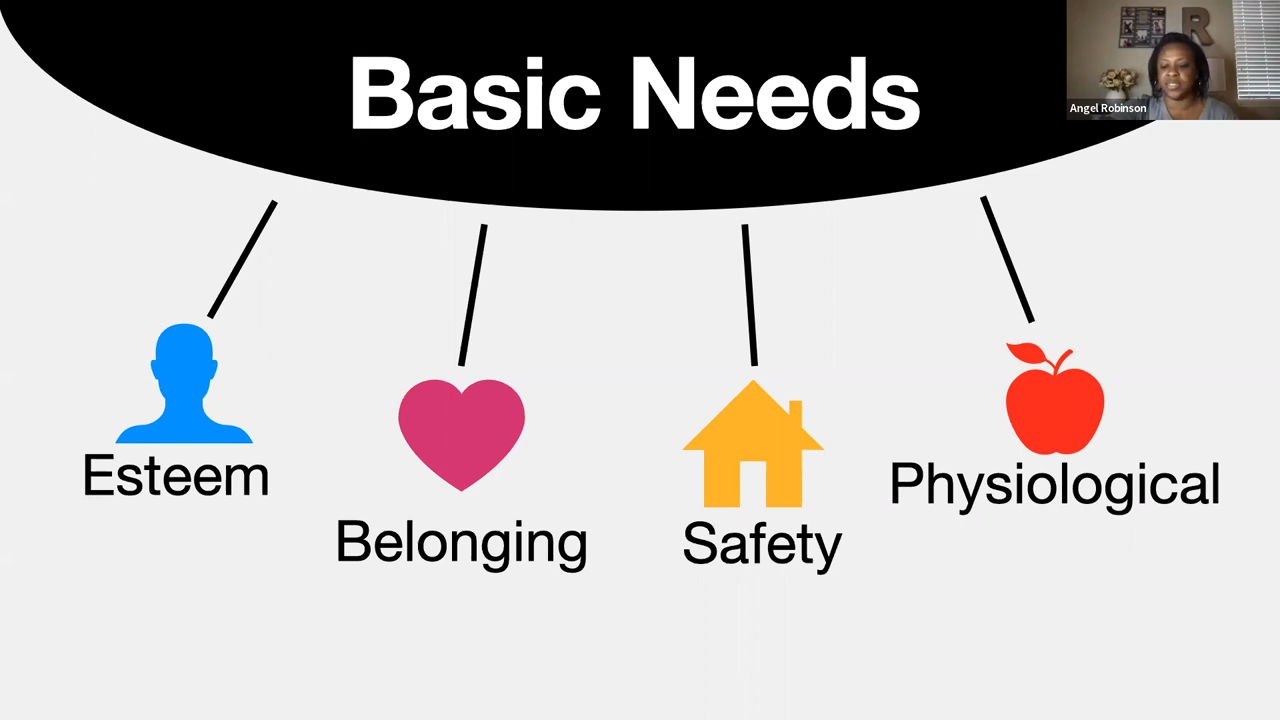 Basic Needs
R
Angel Robinson
Esteem
Belonging
Safety
Physiological